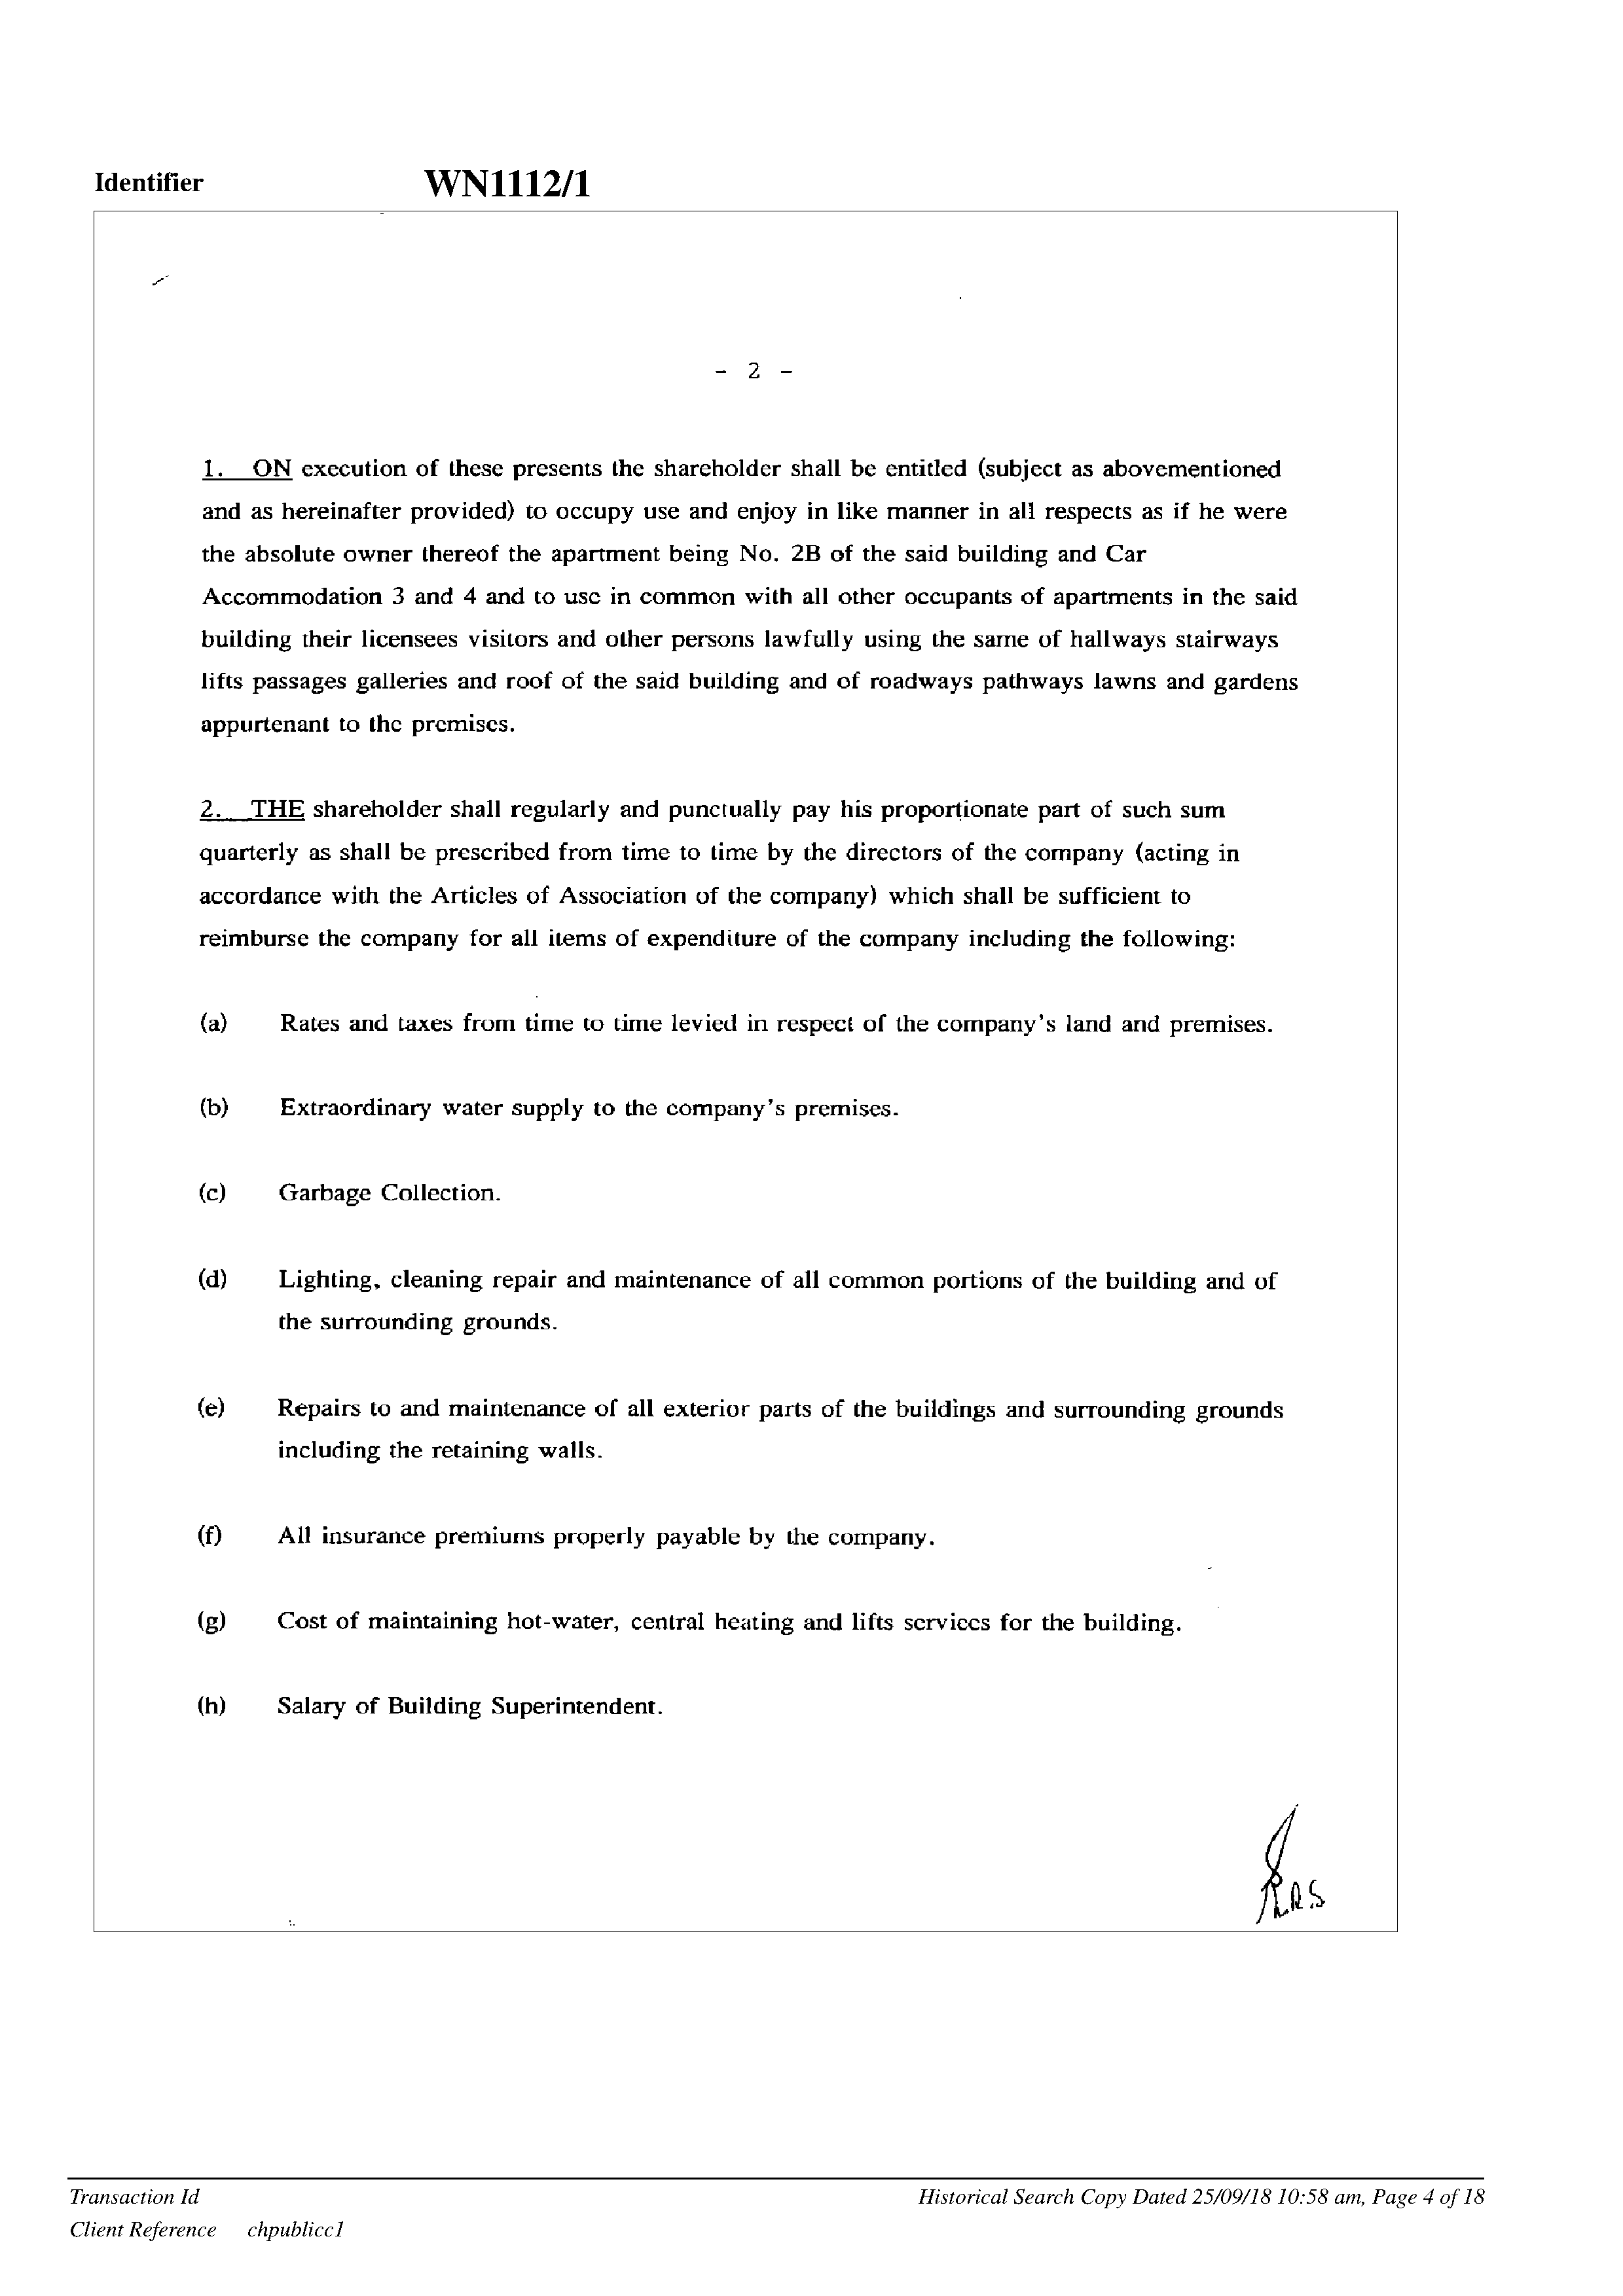 Identifier WN1112/1
- 2 -
1. ON execution of these presents the shareholder shall be entitled (subject as abovementioned
and as hereinafter provided) to occupy use and enjoy in like manner in all respects as if he were
the absolute owner thereof the apartment being No. 2B of the said building and Car
Accommodation 3 and 4 and to use in common with all other occupants of apartments in the said
building their licensees visitors and other persons lawfully using the same of hallways stairways
lifts passages galleries and roof of the said building and of roadways pathways lawns and gardens
appurtenant to the premises.
2. THE shareholder shall regularly and punctually pay his proportionate part of such sum
quarterly as shall be prescribed from time to time by the directors of the company (acting in
accordance with the Articles of Association of the company) which shall be sufficient to
reimburse the company for all items of expenditure of the company including the following:
(a) Rates and taxes from time to time levied in respect of the company's land and premises.
(b) Extraordinary water supply to the company's premises.
(c) Garbage Collection.
(d) Lighting, cleaning repair and maintenance of all common portions of the building and of
the surrounding grounds.
(e) Repairs to and maintenance of all exterior parts of the buildings and surrounding grounds
including the retaining walls.
(f) All insurance premiums properly payable by the company.
(g) Cost of maintaining hot-water, central heating and lifts services for the building.
(h) Salary of Building Superintendent.
Transaction Id Historical Search Copy Dated 25/09/18 10:58 am, Page 4 of 18
Client Reference chpubliccl